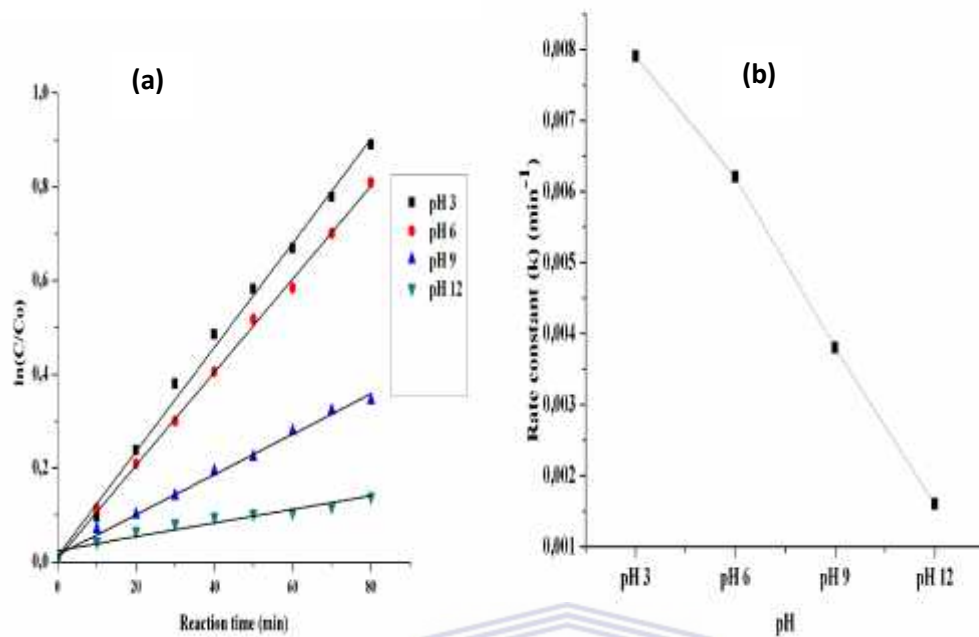 (a)
1,0
0,8
0,6
0,4
0,2
0,0
0
20
40
60
80
ln(C/Co)
Reaction time (min)
pH 3
pH 6
pH 9
pH 12
(b)
0,008
0,007
0,006
0,005
0,004
0,003
0,002
0,001
Rate constant (k) (min⁻¹)
pH 3
pH 6
pH 9
pH 12
pH